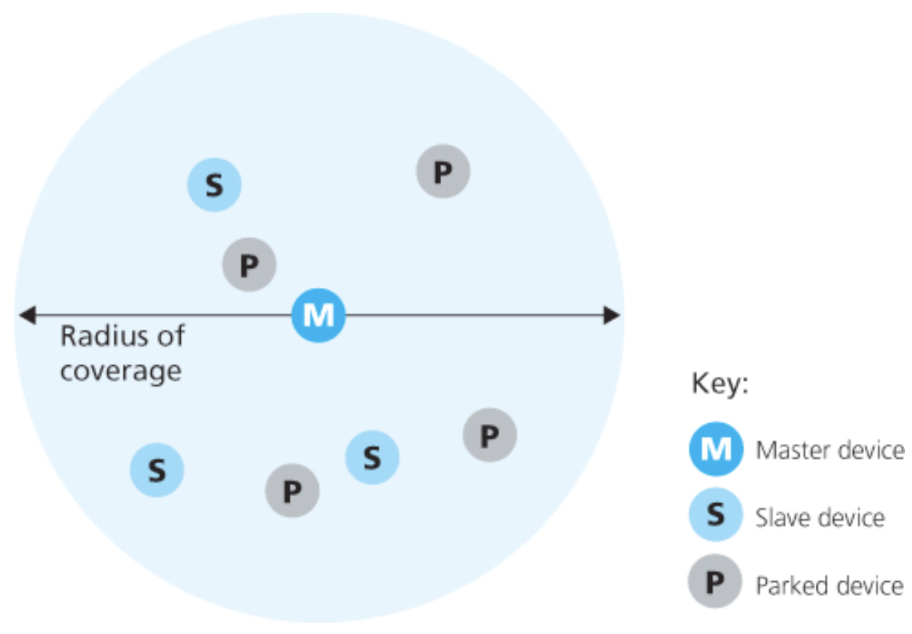 S
P
P
M
Radius of
coverage
S
P
S
P
Key:
M Master device
S Slave device
P Parked device